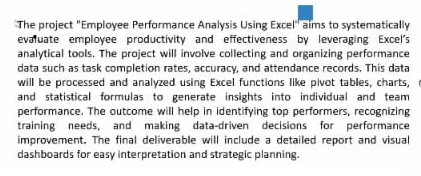 The project "Employee Performance Analysis Using Excel" aims to systematically
evaluate employee productivity and effectiveness by leveraging Excel's
analytical tools. The project will involve collecting and organizing performance
data such as task completion rates, accuracy, and attendance records. This data
will be processed and analyzed using Excel functions like pivot tables, charts,
and statistical formulas to generate insights into individual and team
performance. The outcome will help in identifying top performers, recognizing
training needs, and making data-driven decisions for performance
improvement. The final deliverable will include a detailed report and visual
dashboards for easy interpretation and strategic planning.